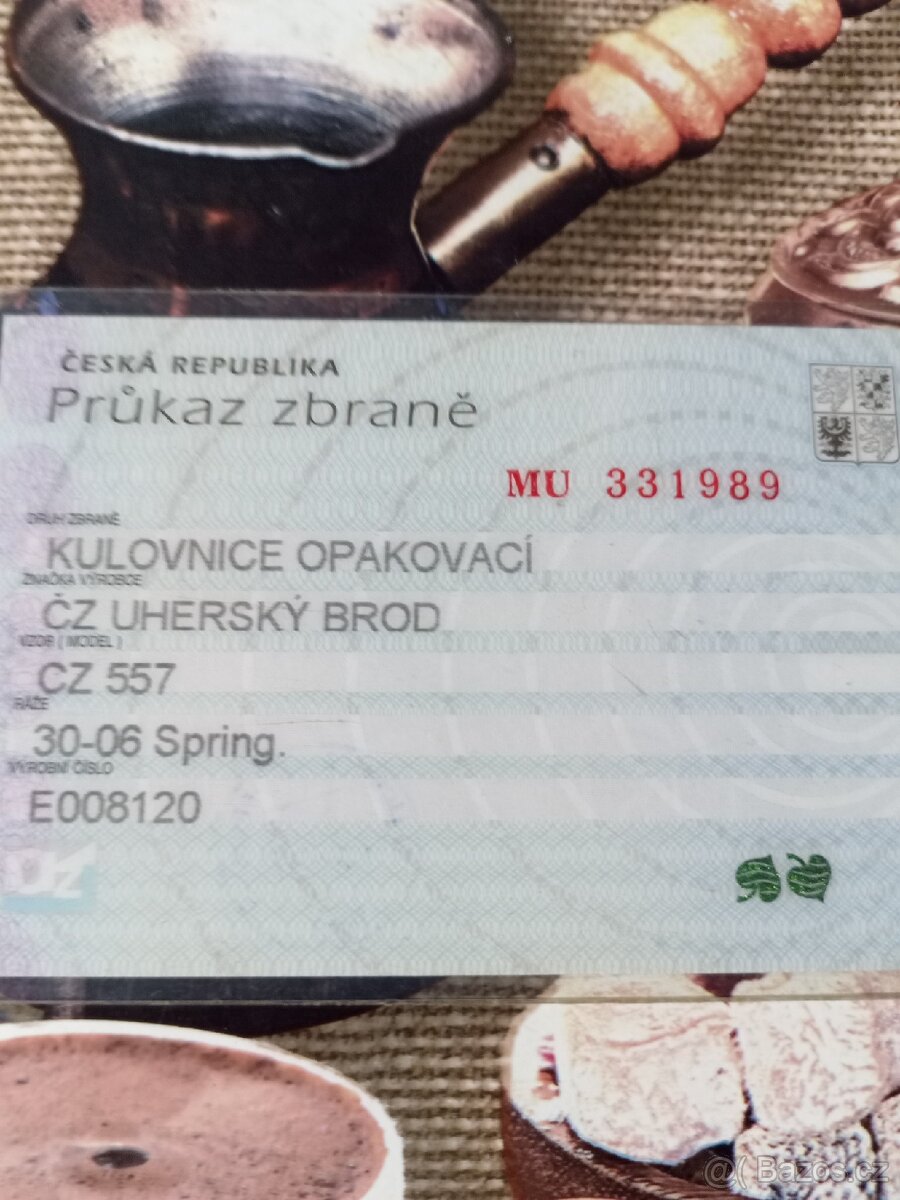 ČESKÁ REPUBLIKA
Průkaz zbraně
MU 331989
DRUH ZBRANĚ
KULOVNICE OPAKOVACÍ
ZNAČKA VÝROBCE
ČZ UHERSKÝ BROD
VZOR ( MODEL )
CZ 557
RÁŽE
30-06 Spring.
VÝROBNÍ ČÍSLO
E008120
@( Bazos.cz